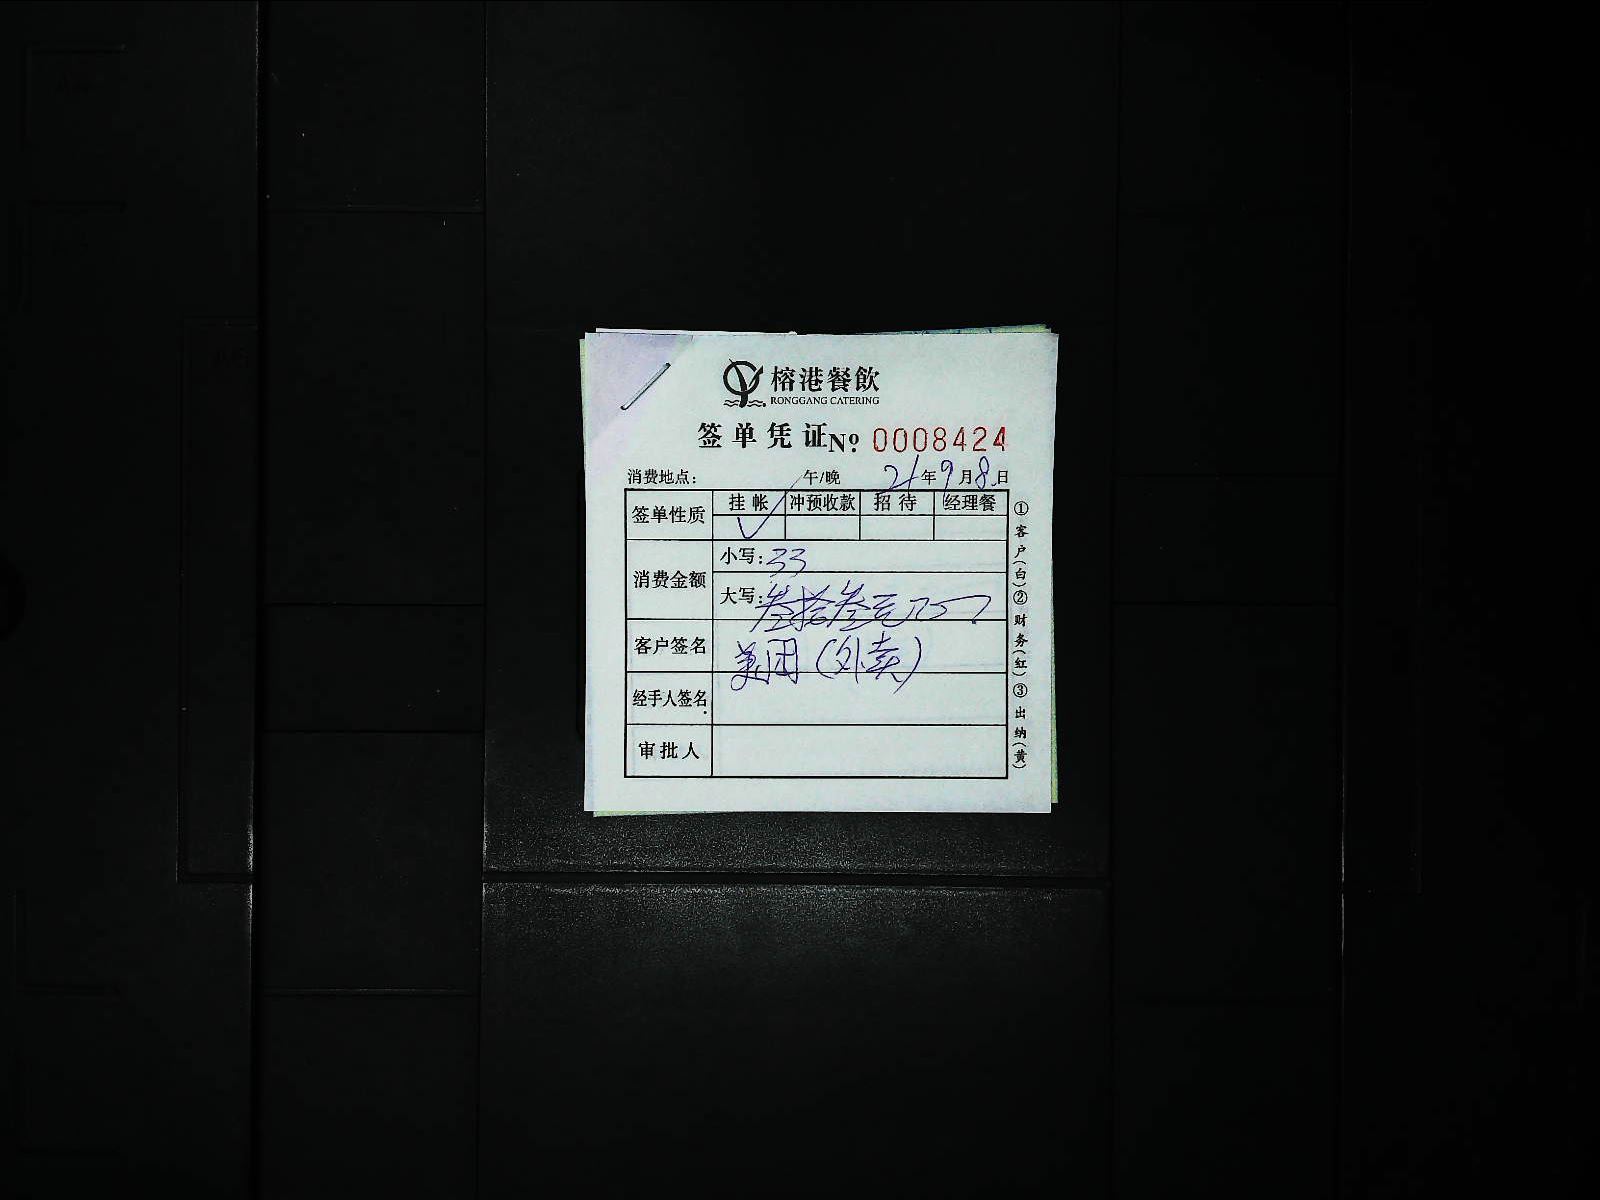 榕港餐飲
RONGGANG CATERING
签单凭证 №: 0008424
消费地点: 午/晚 21年9月8日
签单性质 挂帐 冲预收款 招待 经理餐
✓
消费金额
小写:33
大写:叁拾叁元
客户签名 美团(外卖)
经手人签名
审批人
①客户(白)②财务(红)③出纳(黄)